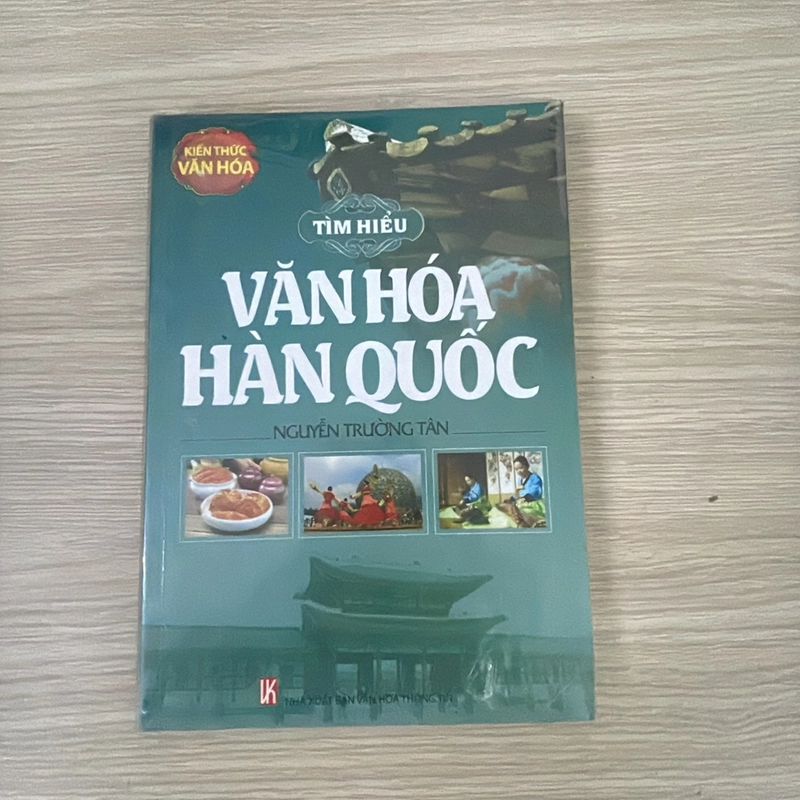 KIẾN THỨC
VĂN HÓA
TÌM HIỂU
VĂN HÓA
HÀN QUỐC
NGUYỄN TRƯỜNG TÂN
NHÀ XUẤT BẢN VĂN HÓA THÔNG TIN